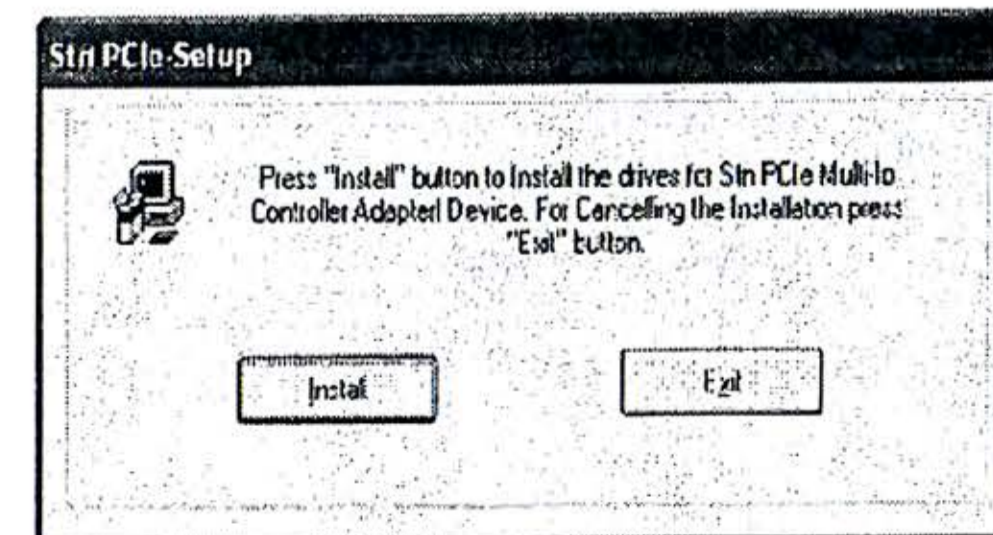 Stn PCIe-Setup
Press "Install" button to Install the drives for Stn PCIe Multi-Io
Controller Adapterl Device. For Cancelling the Installation press
"Exit" button.
Install
Exit